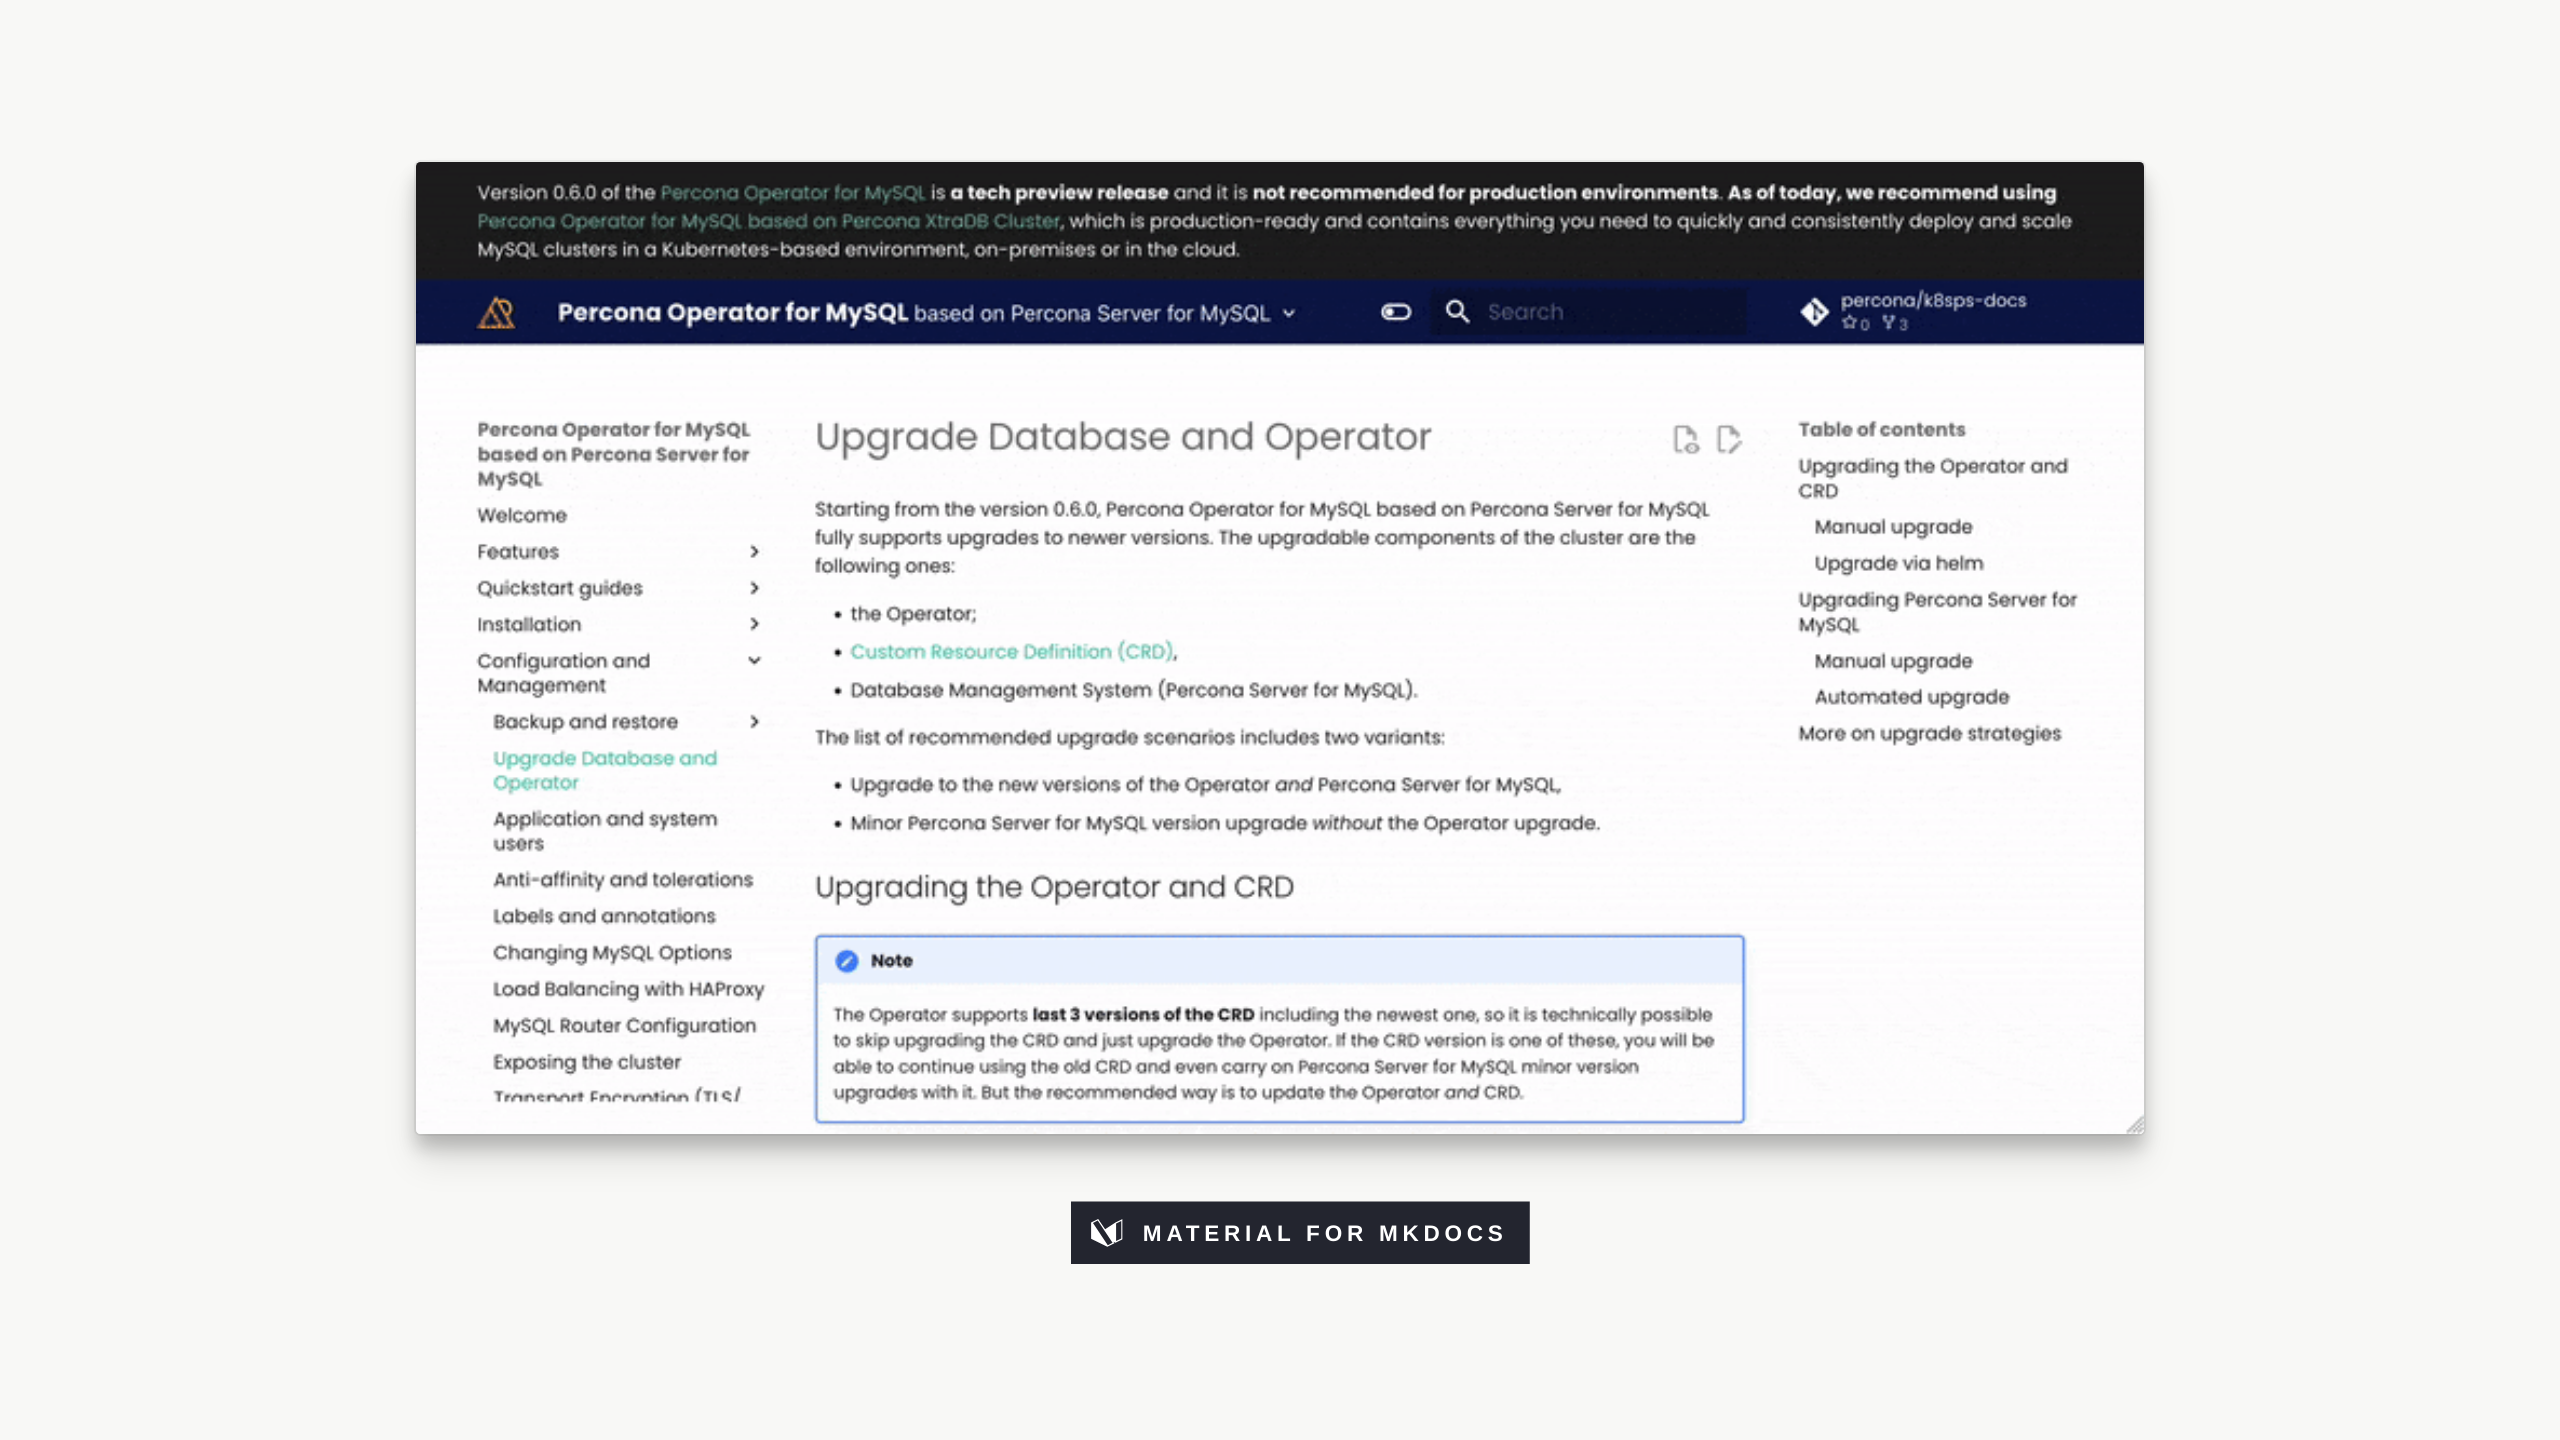 Version 0.6.0 of the Percona Operator for MySQL is a tech preview release and it is not recommended for production environments. As of today, we recommend using
Percona Operator for MySQL based on Percona XtraDB Cluster, which is production-ready and contains everything you need to quickly and consistently deploy and scale
MySQL clusters in a Kubernetes-based environment, on-premises or in the cloud.
Percona Operator for MySQL based on Percona Server for MySQL
Search
percona/k8sps-docs
0 3
Percona Operator for MySQL
based on Percona Server for
MySQL
Welcome
Features
Quickstart guides
Installation
Configuration and
Management
Backup and restore
Upgrade Database and
Operator
Application and system
users
Anti-affinity and tolerations
Labels and annotations
Changing MySQL Options
Load Balancing with HAProxy
MySQL Router Configuration
Exposing the cluster
Transport Encryption (TLS/
Upgrade Database and Operator
Starting from the version 0.6.0, Percona Operator for MySQL based on Percona Server for MySQL
fully supports upgrades to newer versions. The upgradable components of the cluster are the
following ones:
• the Operator;
• Custom Resource Definition (CRD),
• Database Management System (Percona Server for MySQL).
The list of recommended upgrade scenarios includes two variants:
• Upgrade to the new versions of the Operator and Percona Server for MySQL,
• Minor Percona Server for MySQL version upgrade without the Operator upgrade.
Upgrading the Operator and CRD
Note
The Operator supports last 3 versions of the CRD including the newest one, so it is technically possible
to skip upgrading the CRD and just upgrade the Operator. If the CRD version is one of these, you will be
able to continue using the old CRD and even carry on Percona Server for MySQL minor version
upgrades with it. But the recommended way is to update the Operator and CRD.
Table of contents
Upgrading the Operator and
CRD
Manual upgrade
Upgrade via helm
Upgrading Percona Server for
MySQL
Manual upgrade
Automated upgrade
More on upgrade strategies
MATERIAL FOR MKDOCS